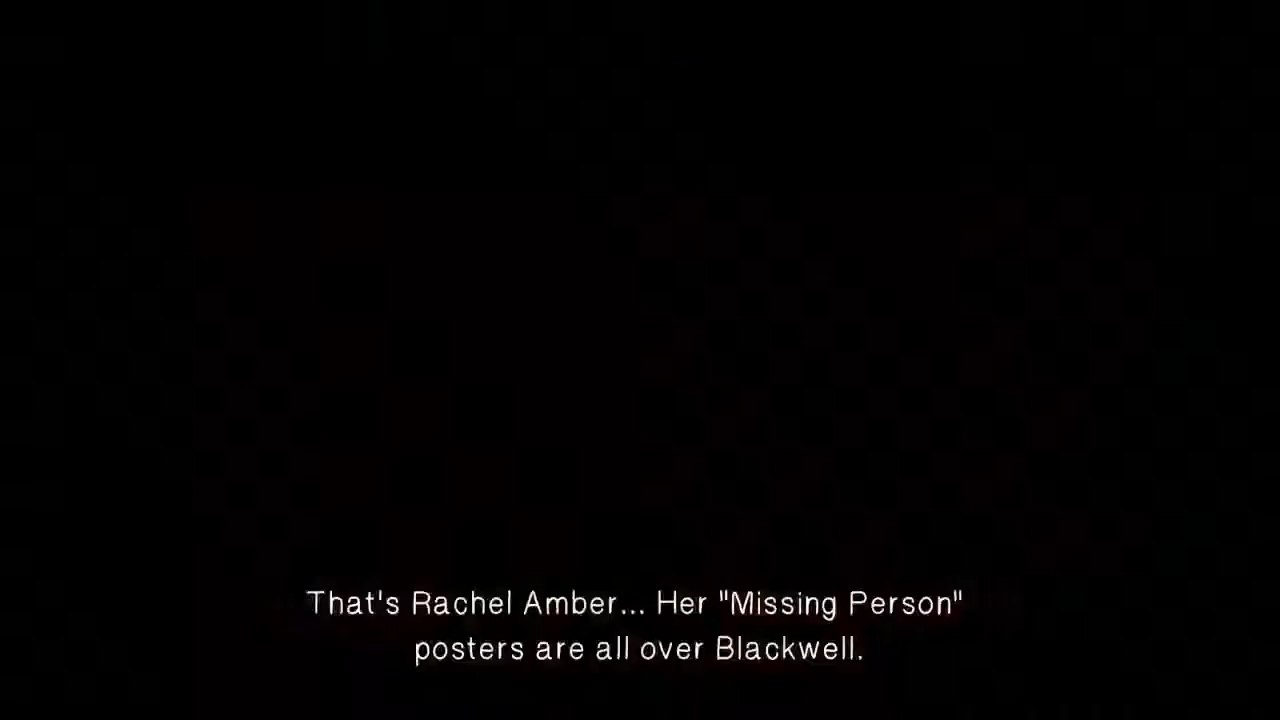 That's Rachel Amber... Her "Missing Person"
posters are all over Blackwell.